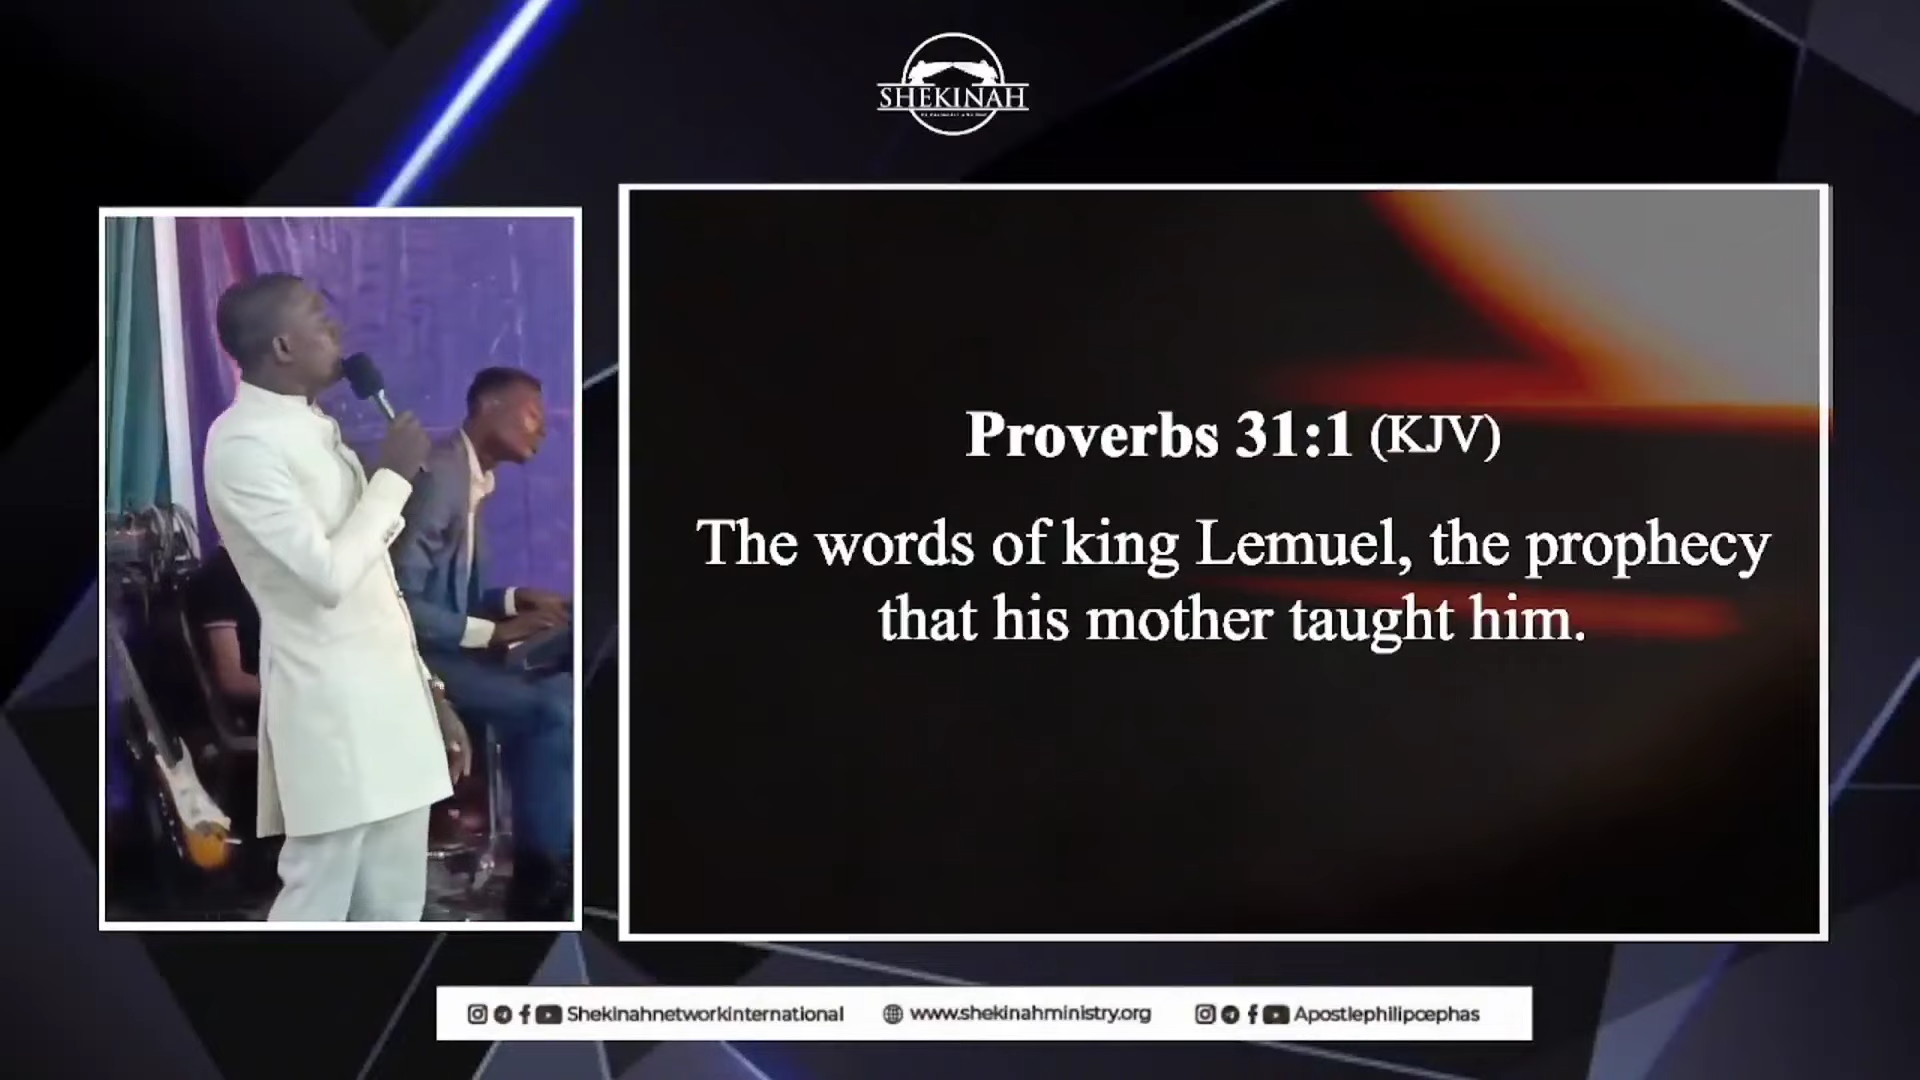 SHEKINAH
Proverbs 31:1 (KJV)
The words of king Lemuel, the prophecy
that his mother taught him.
Shekinahnetworkinternational www.shekinahministry.org Apostlephilipcephas